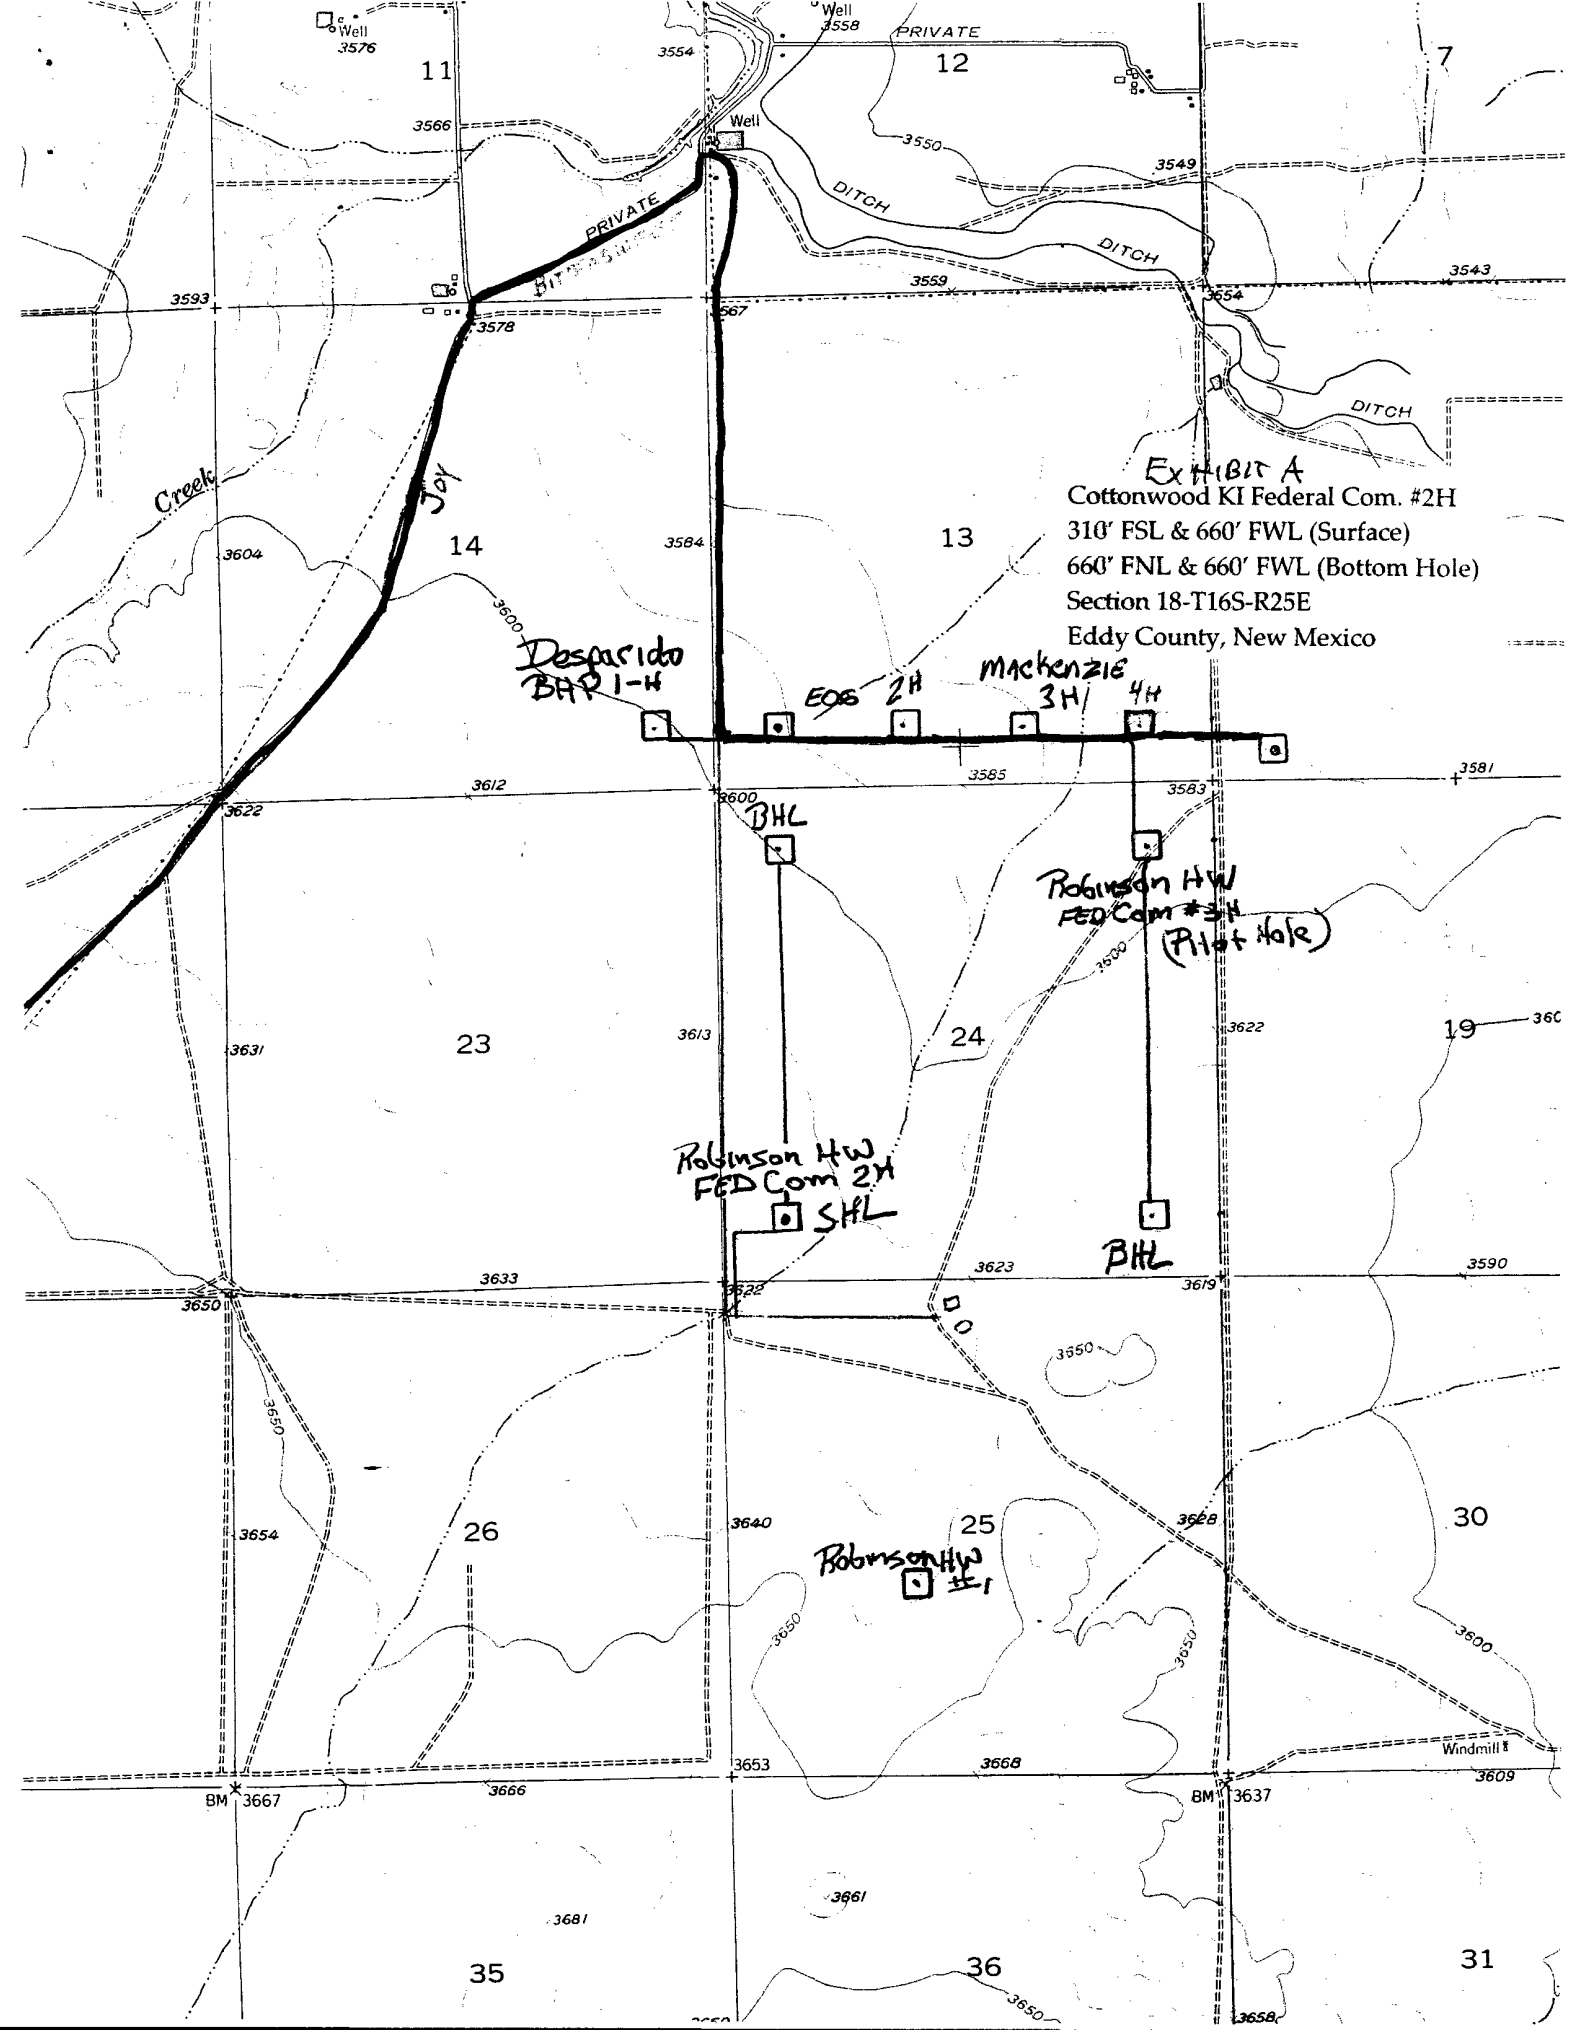 Well
3558
PRIVATE
Well
3576
3554
11
12
7
3566
Well
3550
3549
DITCH
PRIVATE
DITCH
3543
3559
3593
3554
3578
567
DITCH
Creek
Joy
EXHIBIT A
Cottonwood KI Federal Com. #2H
310' FSL & 660' FWL (Surface)
660' FNL & 660' FWL (Bottom Hole)
Section 18-T16S-R25E
Eddy County, New Mexico
3604
14
3584
13
3600
Desparido
BHP 1-H
EOG
2H
MACKENZIE
3H
4H
3612
3585
3581
3583
3622
3600
BHL
Robinson HW
FED Com #3H
(Pilot Hole)
3600
23
3613
24
3622
19
360
3631
Robinson HW
FED Com 2H
SHL
BHL
3633
3623
3590
3650
3622
3619
3650
3650
3654
26
3640
25
3628
30
Robinson HW
#1
3650
3650
3600
Windmill
3653
3668
3609
BM 3667
3666
BM 3637
3661
3681
35
36
31
3650
3658